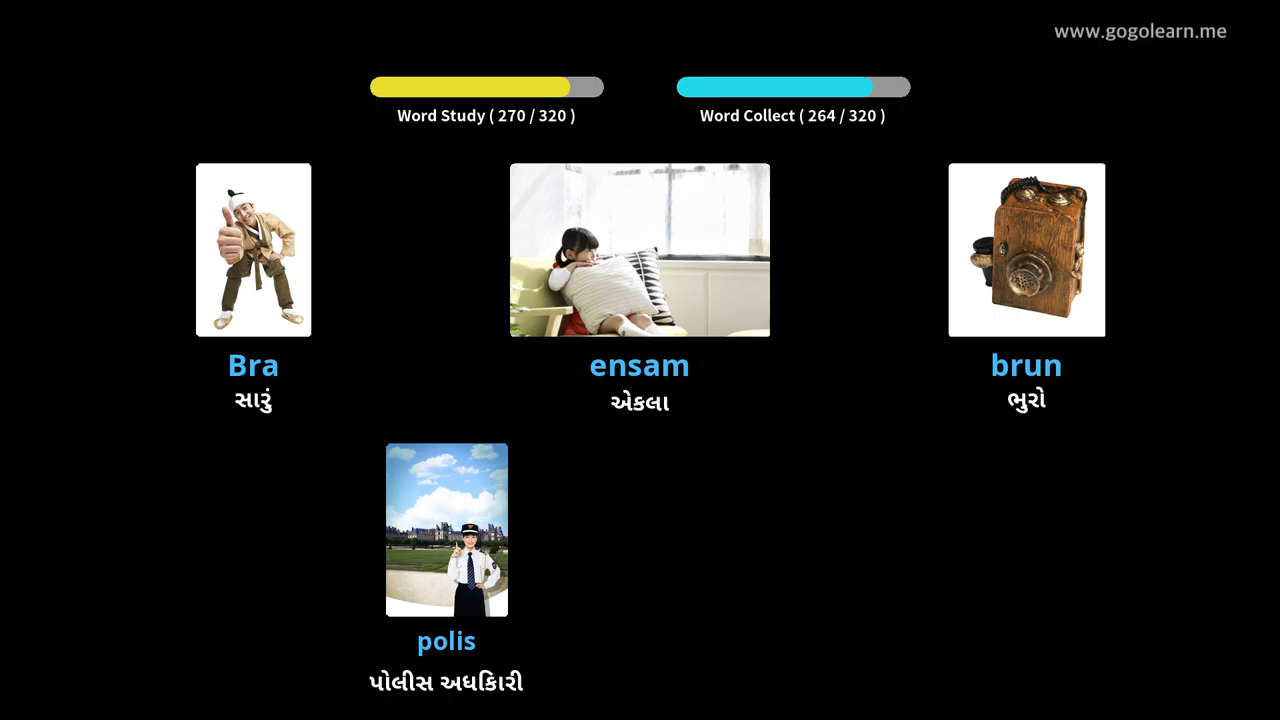 www.gogolearn.me
Word Study ( 270 / 320 )
Word Collect ( 264 / 320 )
Bra
સારું
ensam
એકલા
brun
ભુરો
polis
પોલીસ અધિકારી